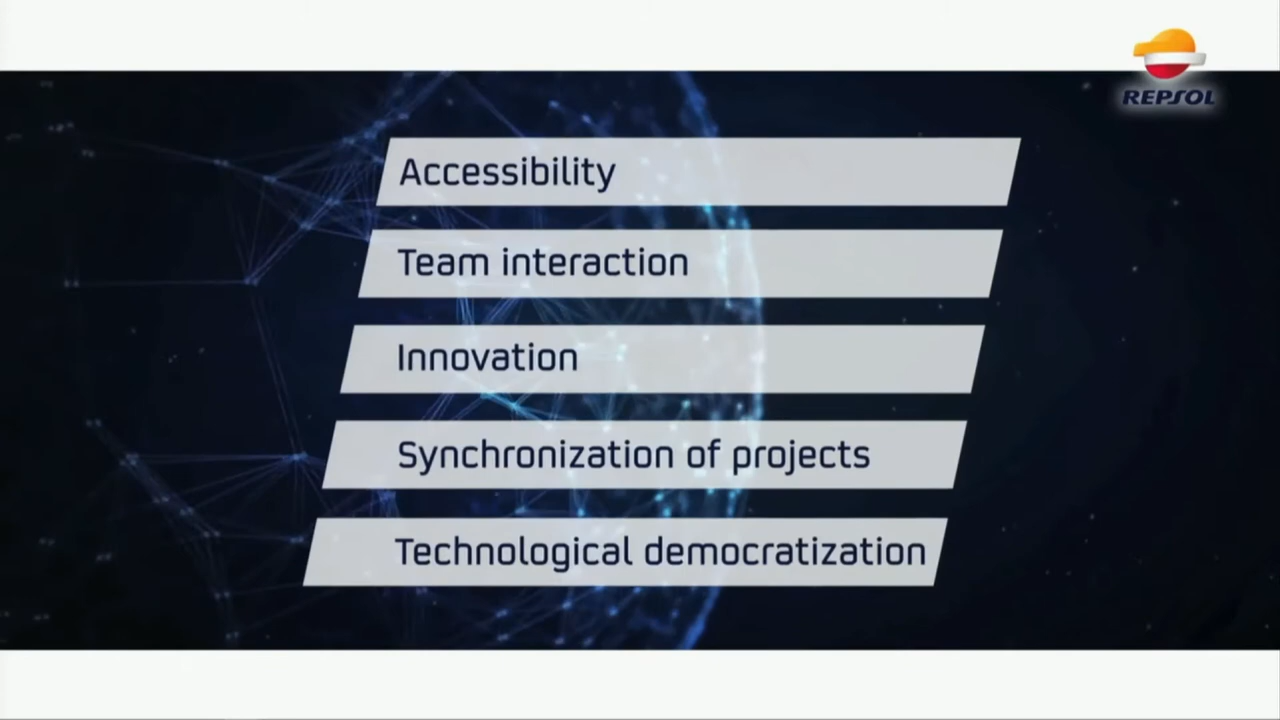 REPSOL
Accessibility
Team interaction
Innovation
Synchronization of projects
Technological democratization